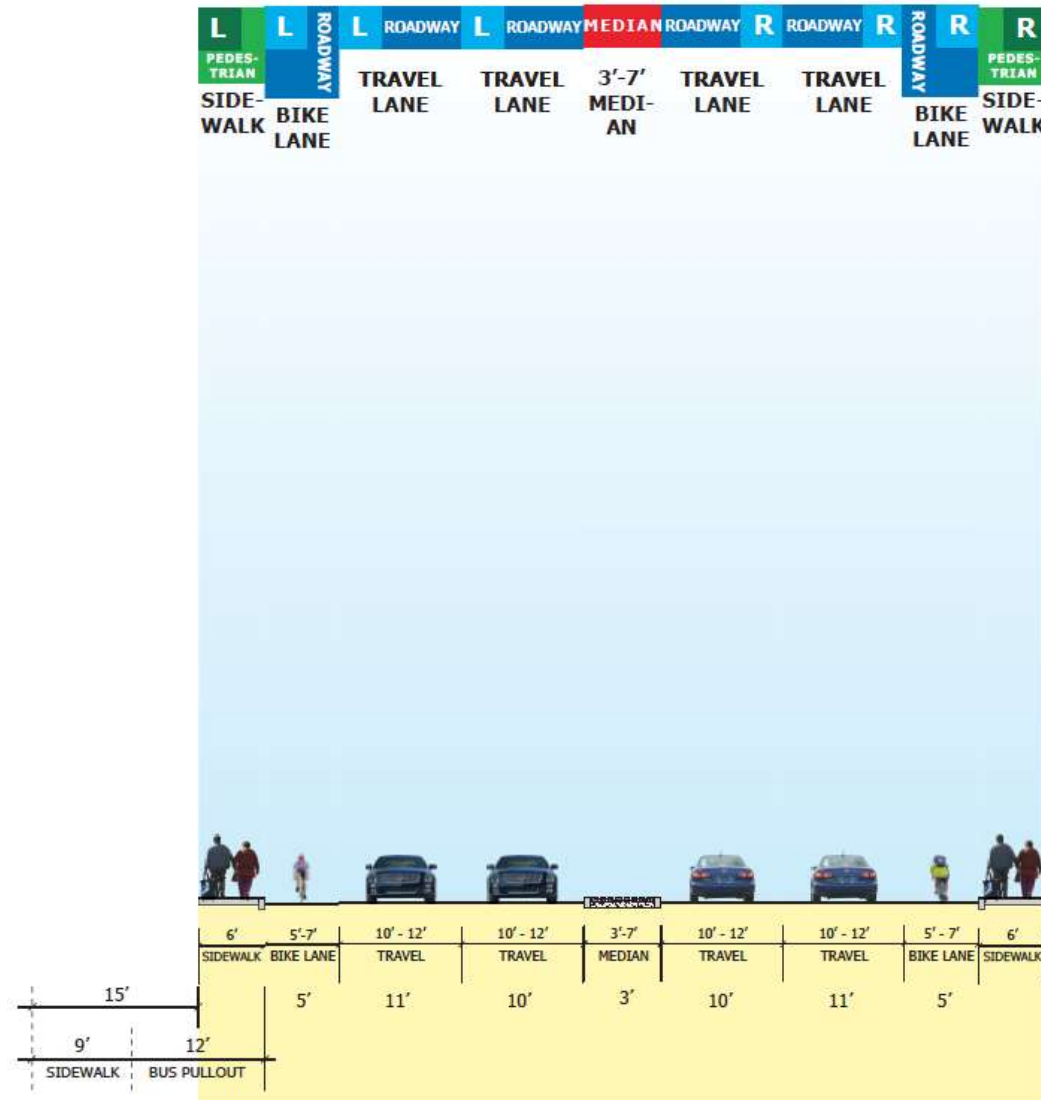 L L ROADWAY L ROADWAY L ROADWAY MEDIAN ROADWAY R ROADWAY R ROADWAY R R
PEDES-
TRIAN
PEDES-
TRIAN
SIDE-
WALK
BIKE
LANE
TRAVEL
LANE
TRAVEL
LANE
3'-7'
MEDI-
AN
TRAVEL
LANE
TRAVEL
LANE
BIKE
LANE
SIDE-
WALK
6' 5'-7' 10' - 12' 10' - 12' 3'-7' 10' - 12' 10' - 12' 5' - 7' 6'
SIDEWALK BIKE LANE TRAVEL TRAVEL MEDIAN TRAVEL TRAVEL BIKE LANE SIDEWALK
15' 5' 11' 10' 3' 10' 11' 5'
9' 12'
SIDEWALK BUS PULLOUT